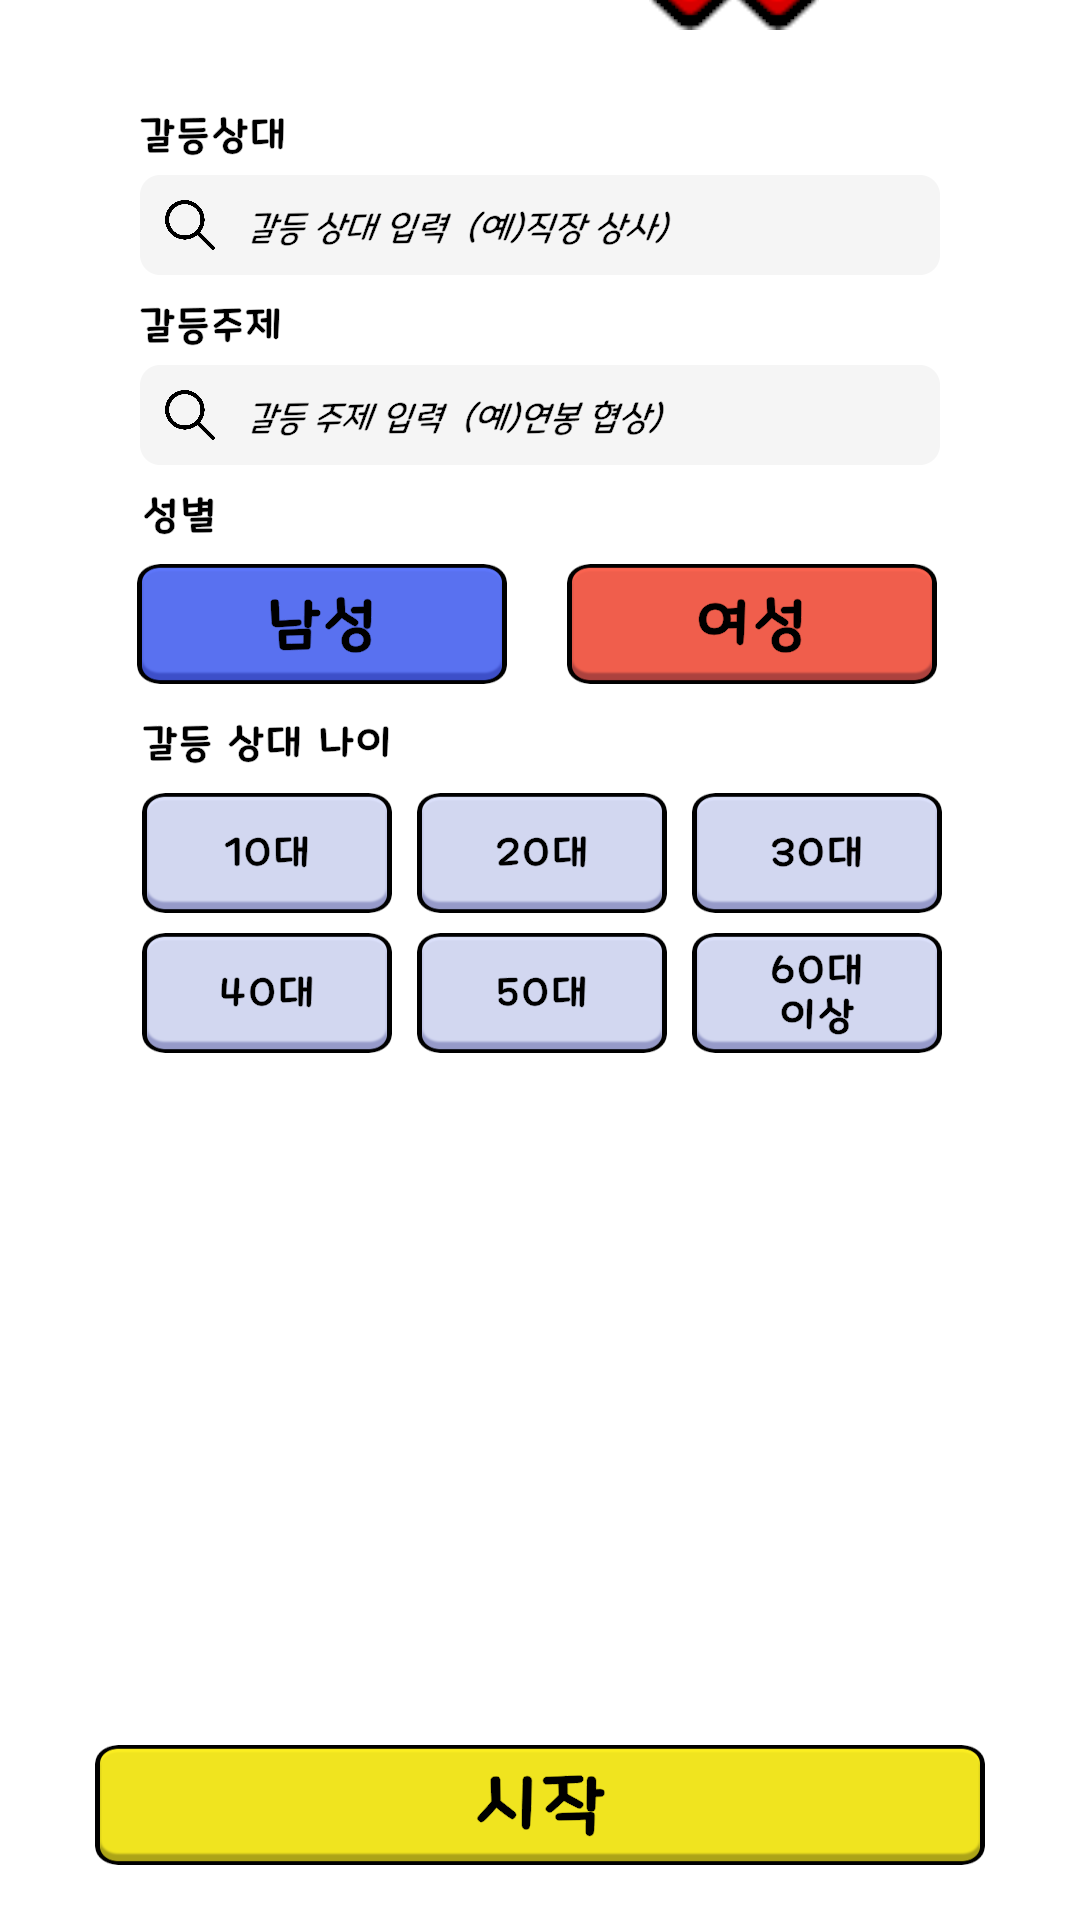 갈등상대
갈등 상대 입력 (예)직장 상사)
갈등주제
갈등 주제 입력 (예)연봉 협상)
성별
남성
여성
갈등 상대 나이
10대
20대
30대
40대
50대
60대
이상
시작